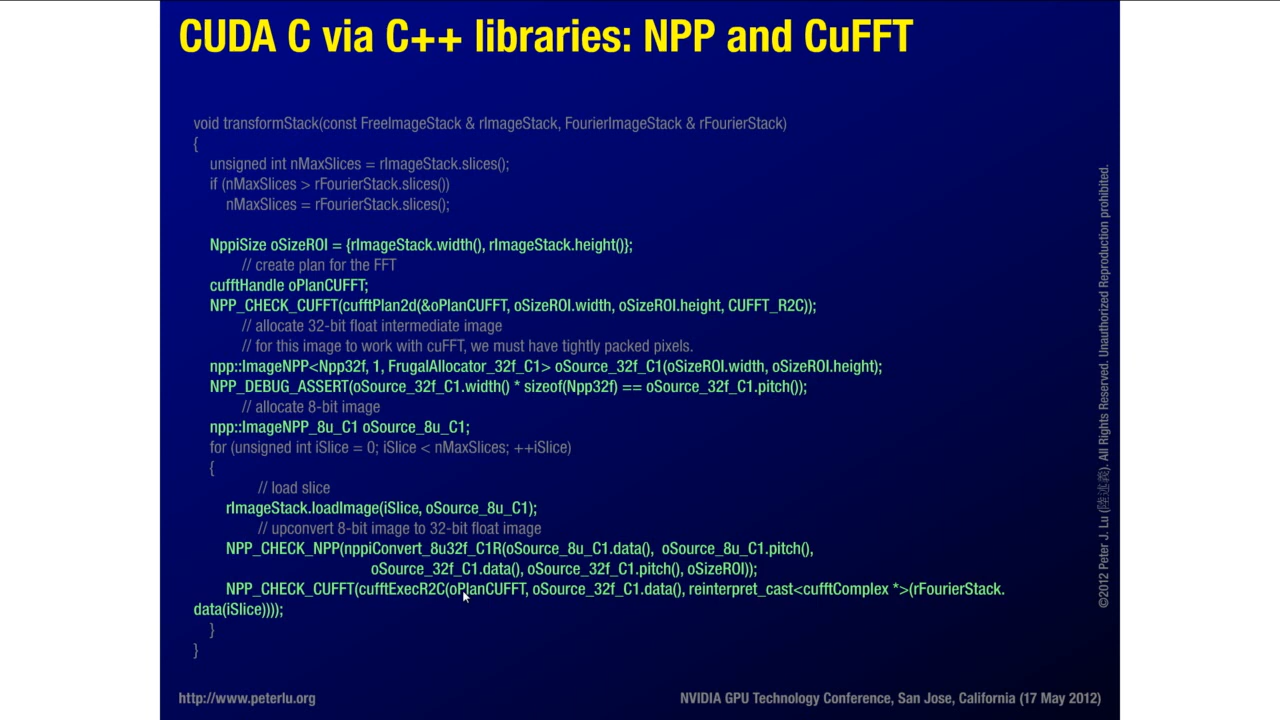 CUDA C via C++ libraries: NPP and CuFFT
void transformStack(const FreeImageStack & rImageStack, FourierImageStack & rFourierStack)
{
unsigned int nMaxSlices = rImageStack.slices();
if (nMaxSlices > rFourierStack.slices())
nMaxSlices = rFourierStack.slices();
NppiSize oSizeROI = {rImageStack.width(), rImageStack.height()};
// create plan for the FFT
cufftHandle oPlanCUFFT;
NPP_CHECK_CUFFT(cufftPlan2d(&oPlanCUFFT, oSizeROI.width, oSizeROI.height, CUFFT_R2C));
// allocate 32-bit float intermediate image
// for this image to work with cuFFT, we must have tightly packed pixels.
npp::ImageNPP<Npp32f, 1, FrugalAllocator_32f_C1> oSource_32f_C1(oSizeROI.width, oSizeROI.height);
NPP_DEBUG_ASSERT(oSource_32f_C1.width() * sizeof(Npp32f) == oSource_32f_C1.pitch());
// allocate 8-bit image
npp::ImageNPP_8u_C1 oSource_8u_C1;
for (unsigned int iSlice = 0; iSlice < nMaxSlices; ++iSlice)
{
// load slice
rImageStack.loadImage(iSlice, oSource_8u_C1);
// upconvert 8-bit image to 32-bit float image
NPP_CHECK_NPP(nppiConvert_8u32f_C1R(oSource_8u_C1.data(), oSource_8u_C1.pitch(),
oSource_32f_C1.data(), oSource_32f_C1.pitch(), oSizeROI));
NPP_CHECK_CUFFT(cufftExecR2C(oPlanCUFFT, oSource_32f_C1.data(), reinterpret_cast<cufftComplex *>(rFourierStack.
data(iSlice))));
}
}
©2012 Peter J. Lu (陸述義). All Rights Reserved. Unauthorized Reproduction prohibited.
http://www.peterlu.org
NVIDIA GPU Technology Conference, San Jose, California (17 May 2012)